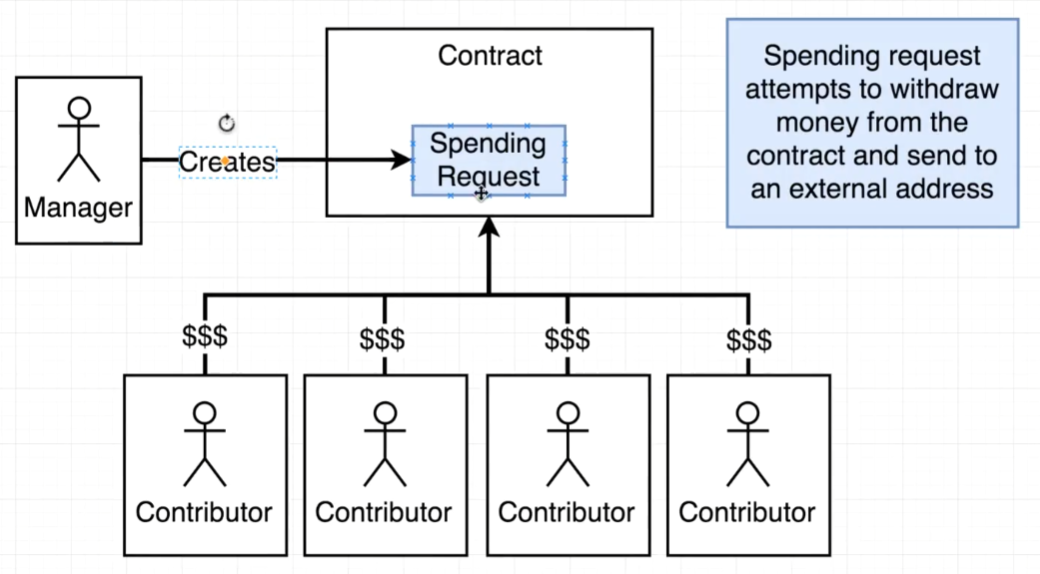 Contract
Spending request
attempts to withdraw
money from the
contract and send to
an external address
Manager
Creates
Spending
Request
$$$
$$$
$$$
$$$
Contributor
Contributor
Contributor
Contributor